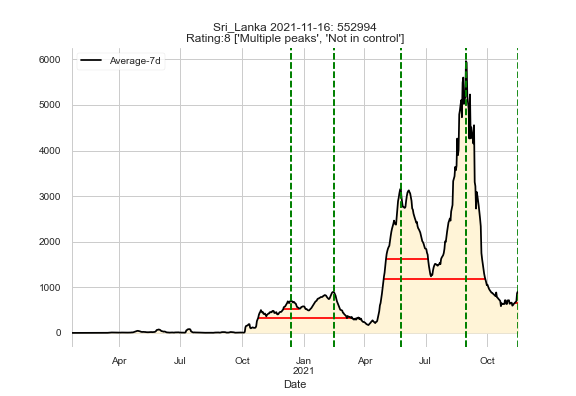 Sri_Lanka 2021-11-16: 552994
Rating:8 ['Multiple peaks', 'Not in control']
Average-7d
6000
5000
4000
3000
2000
1000
0
Apr Jul Oct Jan Apr Jul Oct
2021
Date